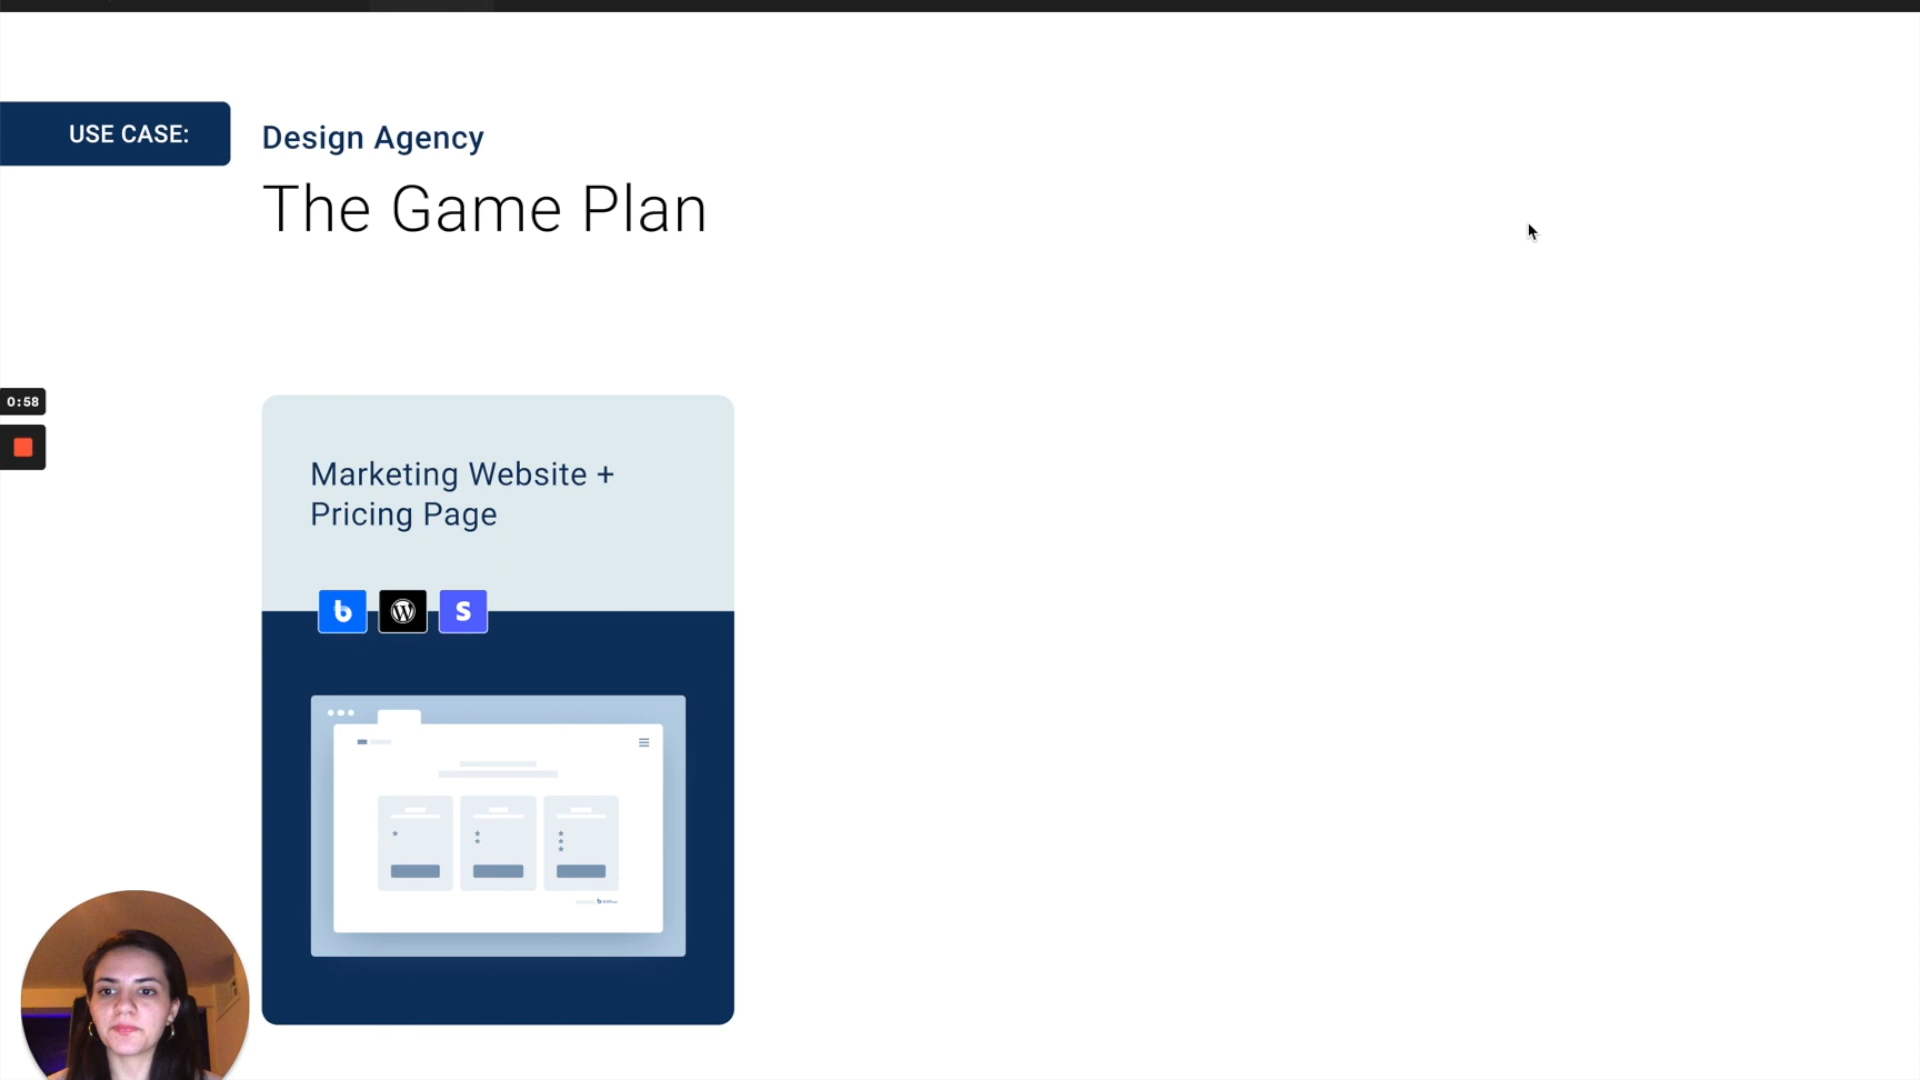 USE CASE:
Design Agency
The Game Plan
0:58
Marketing Website +
Pricing Page